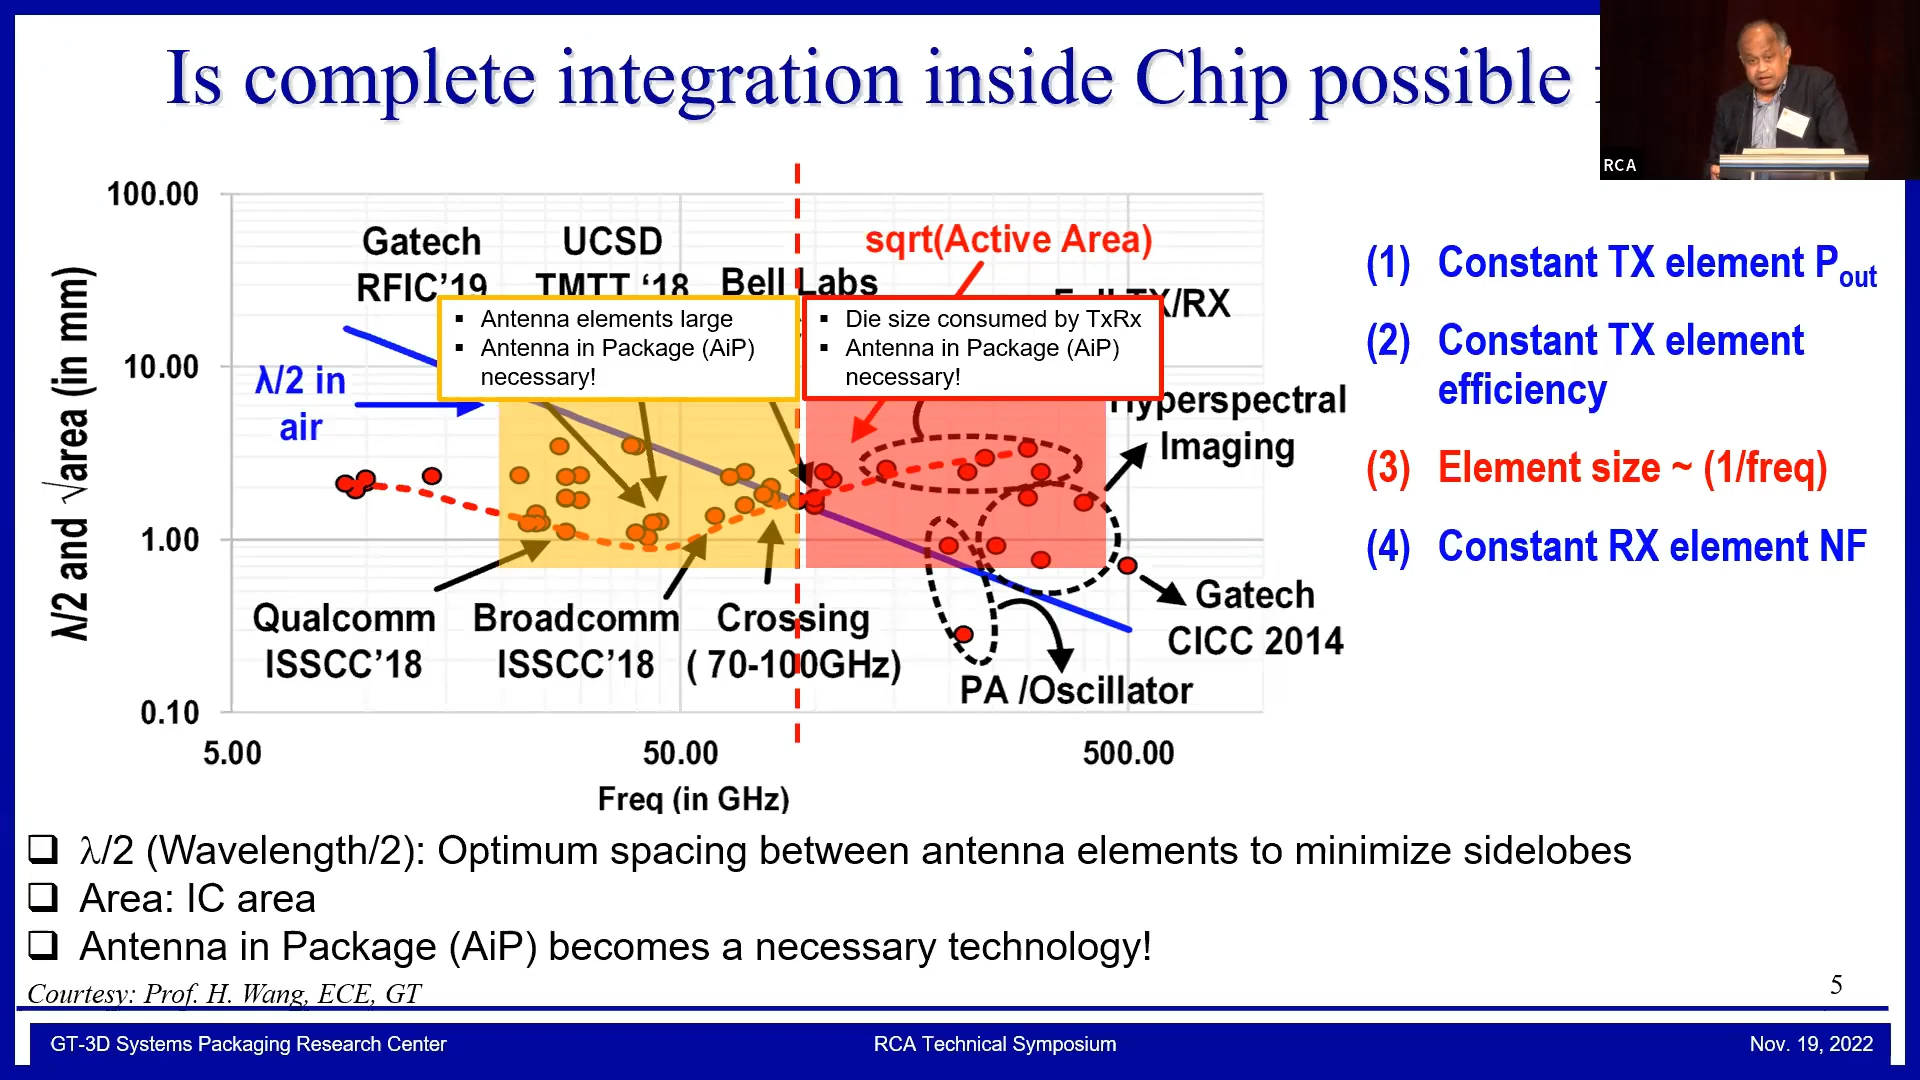 Is complete integration inside Chip possible
RCA
100.00
10.00
1.00
0.10
λ/2 and √area (in mm)
Gatech
RFIC’19
UCSD
TMTT ‘18
Bell Labs
sqrt(Active Area)
TX/RX
▪ Antenna elements large
▪ Antenna in Package (AiP)
necessary!
▪ Die size consumed by TxRx
▪ Antenna in Package (AiP)
necessary!
λ/2 in
air
Hyperspectral
Imaging
Qualcomm
ISSCC’18
Broadcomm
ISSCC’18
Crossing
( 70-100GHz)
Gatech
CICC 2014
PA /Oscillator
5.00
50.00
500.00
Freq (in GHz)
(1) Constant TX element Pout
(2) Constant TX element
efficiency
(3) Element size ~ (1/freq)
(4) Constant RX element NF
❑ λ/2 (Wavelength/2): Optimum spacing between antenna elements to minimize sidelobes
❑ Area: IC area
❑ Antenna in Package (AiP) becomes a necessary technology!
Courtesy: Prof. H. Wang, ECE, GT
5
GT-3D Systems Packaging Research Center
RCA Technical Symposium
Nov. 19, 2022